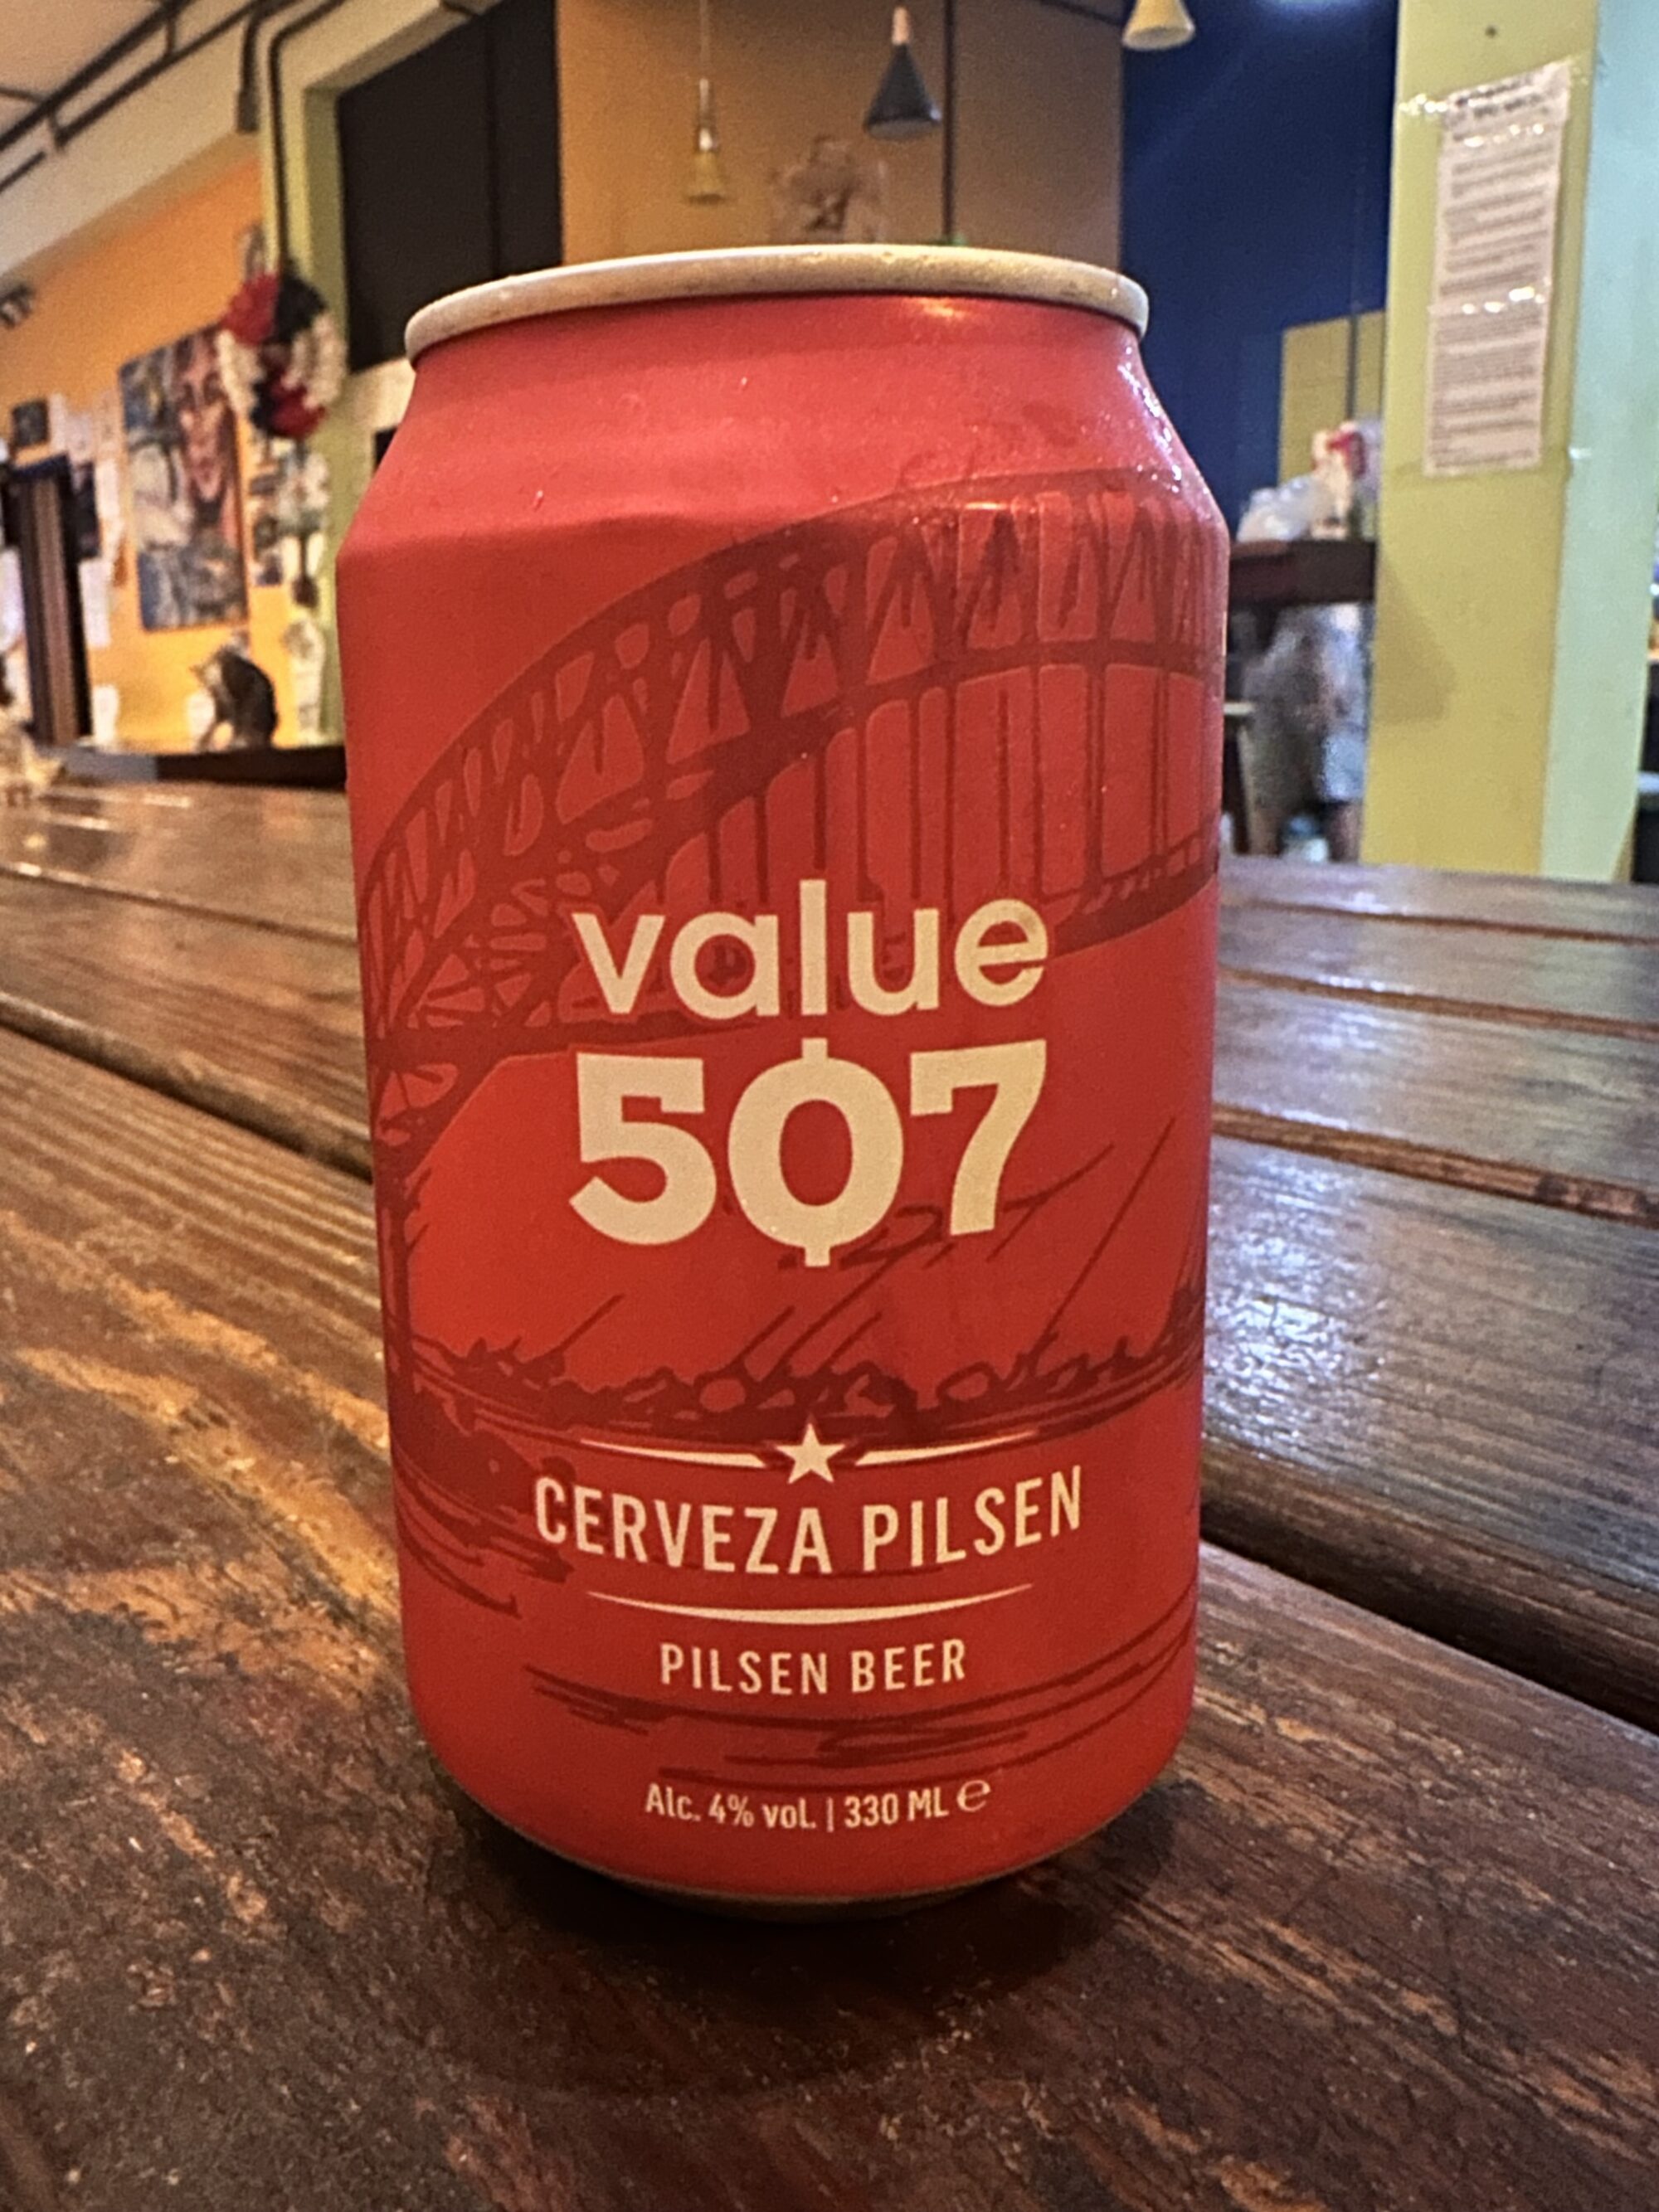 value
507
CERVEZA PILSEN
PILSEN BEER
Alc. 4% vol. | 330 ML ℮